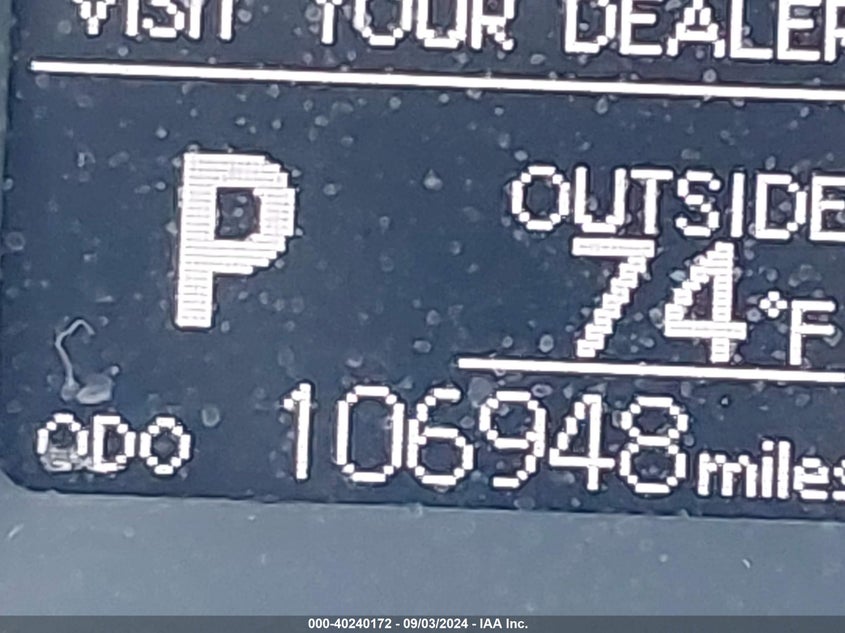 VISIT YOUR DEALER
P
OUTSIDE
74°F
ODO 106948 miles
000-40240172 - 09/03/2024 - IAA Inc.